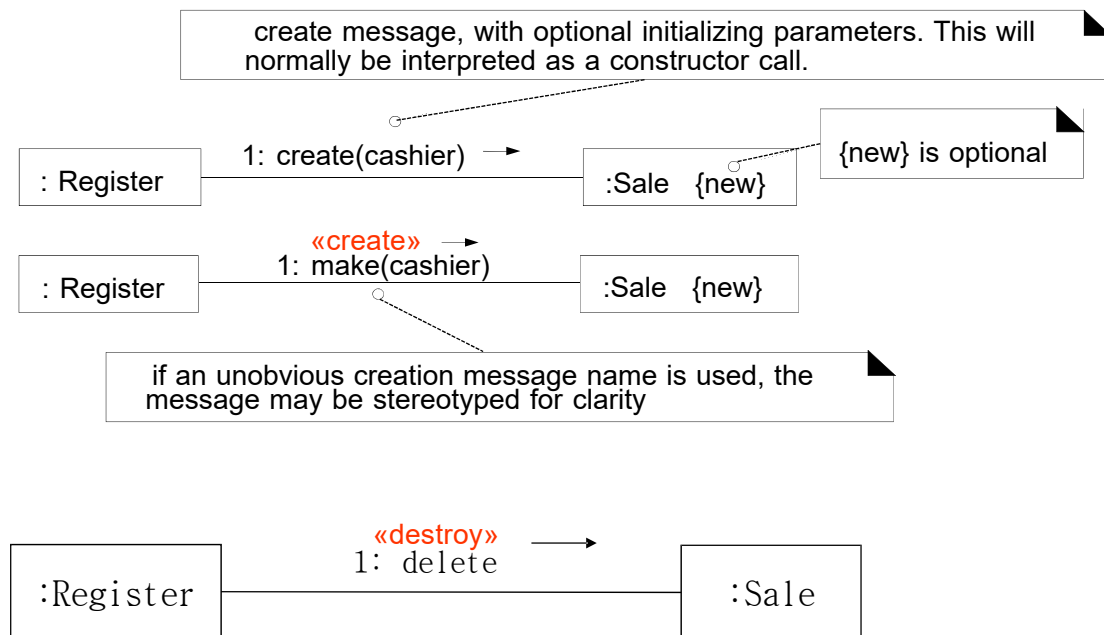 create message, with optional initializing parameters. This will
normally be interpreted as a constructor call.
{new} is optional
1: create(cashier)
: Register
:Sale {new}
«create»
1: make(cashier)
: Register
:Sale {new}
if an unobvious creation message name is used, the
message may be stereotyped for clarity
«destroy»
1: delete
:Register
:Sale